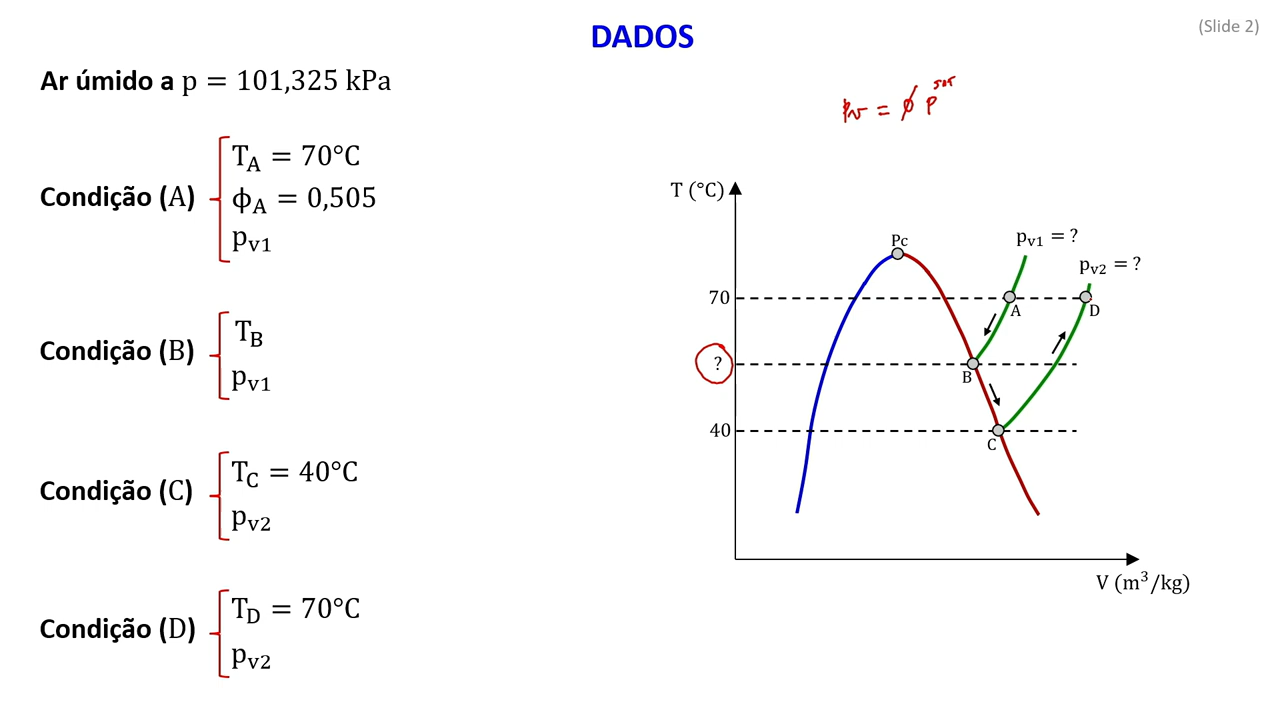 DADOS
(Slide 2)
Ar úmido a p = 101,325 kPa
pv = φ p^sat
Condição (A)
T_A = 70°C
ϕ_A = 0,505
p_v1
Condição (B)
T_B
p_v1
Condição (C)
T_C = 40°C
p_v2
Condição (D)
T_D = 70°C
p_v2
T (°C)
Pc
p_v1 = ?
p_v2 = ?
70
A
D
?
B
40
C
V (m³/kg)